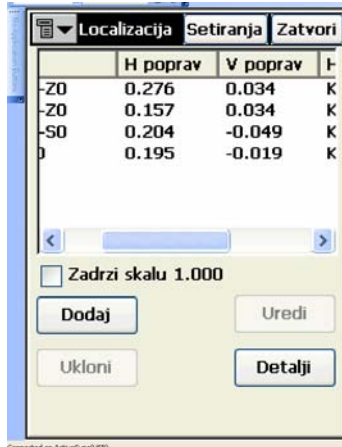 Localizacija Setiranja Zatvori
H poprav V poprav H
-Z0 0.276 0.034 K
-Z0 0.157 0.034 K
-S0 0.204 -0.049 K
0.195 -0.019 K
Zadrzi skalu 1.000
Dodaj Uredi
Ukloni Detalji